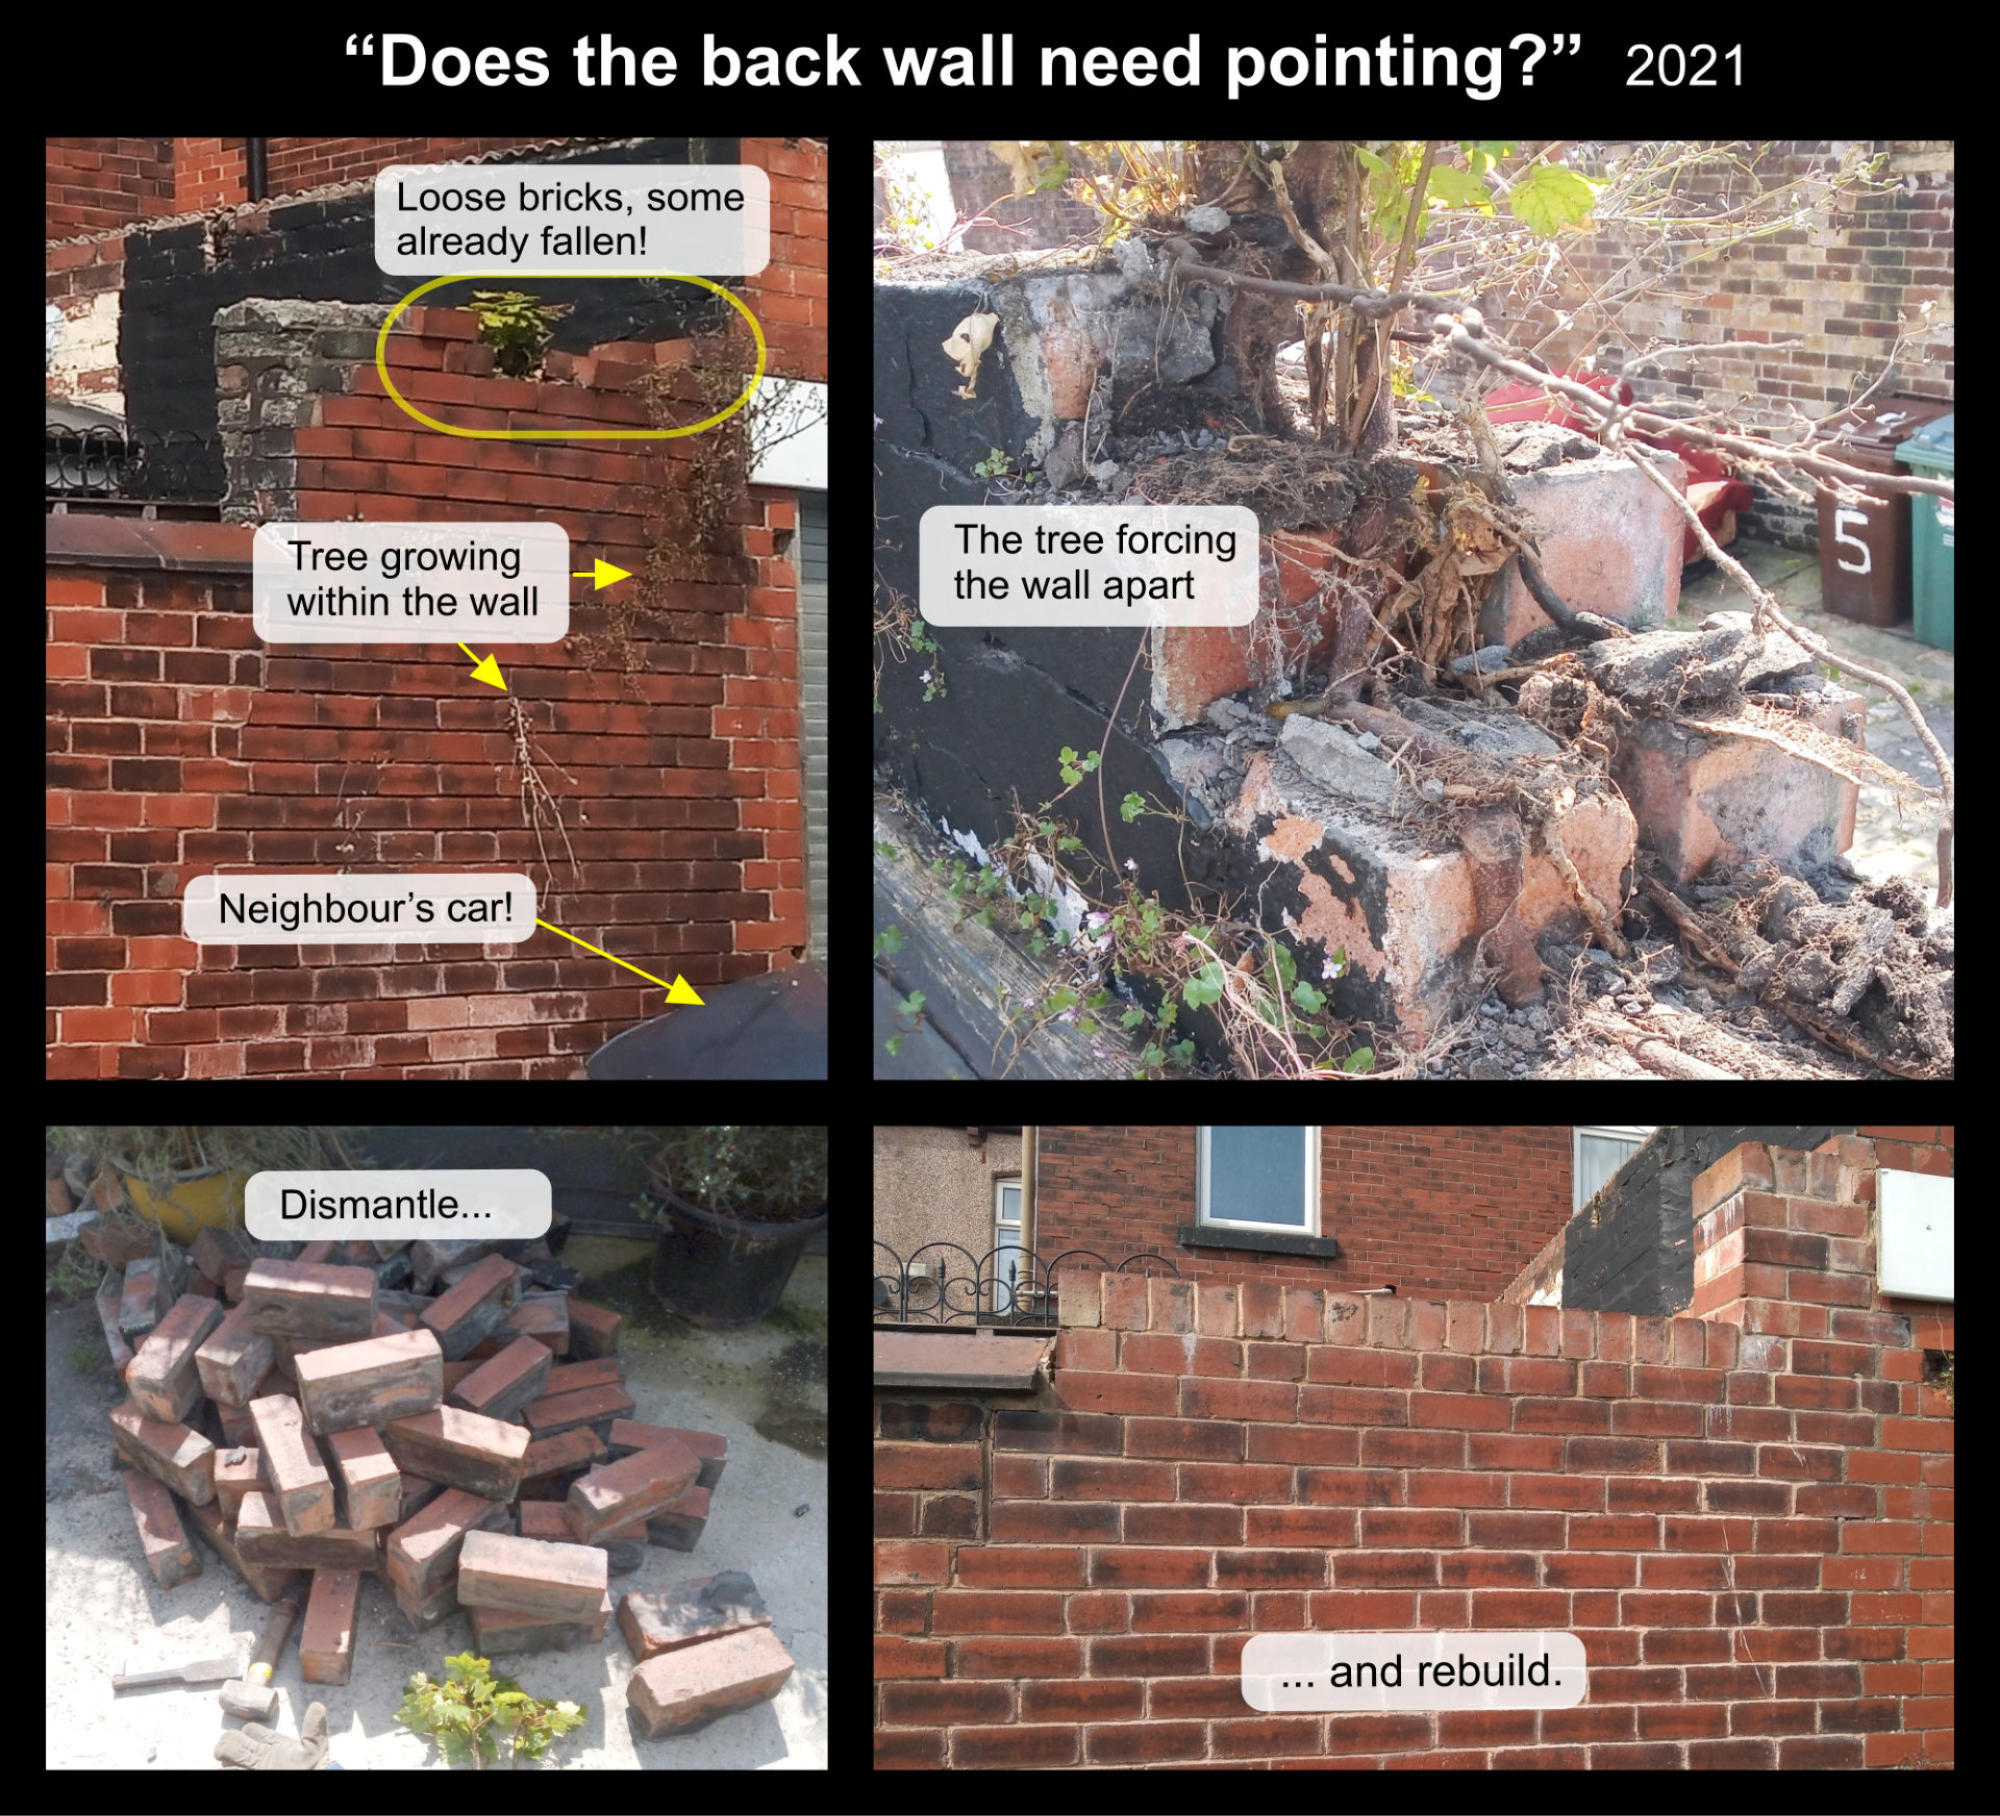 “Does the back wall need pointing?” 2021
Loose bricks, some
already fallen!
Tree growing
within the wall
Neighbour’s car!
The tree forcing
the wall apart
5
Dismantle...
... and rebuild.